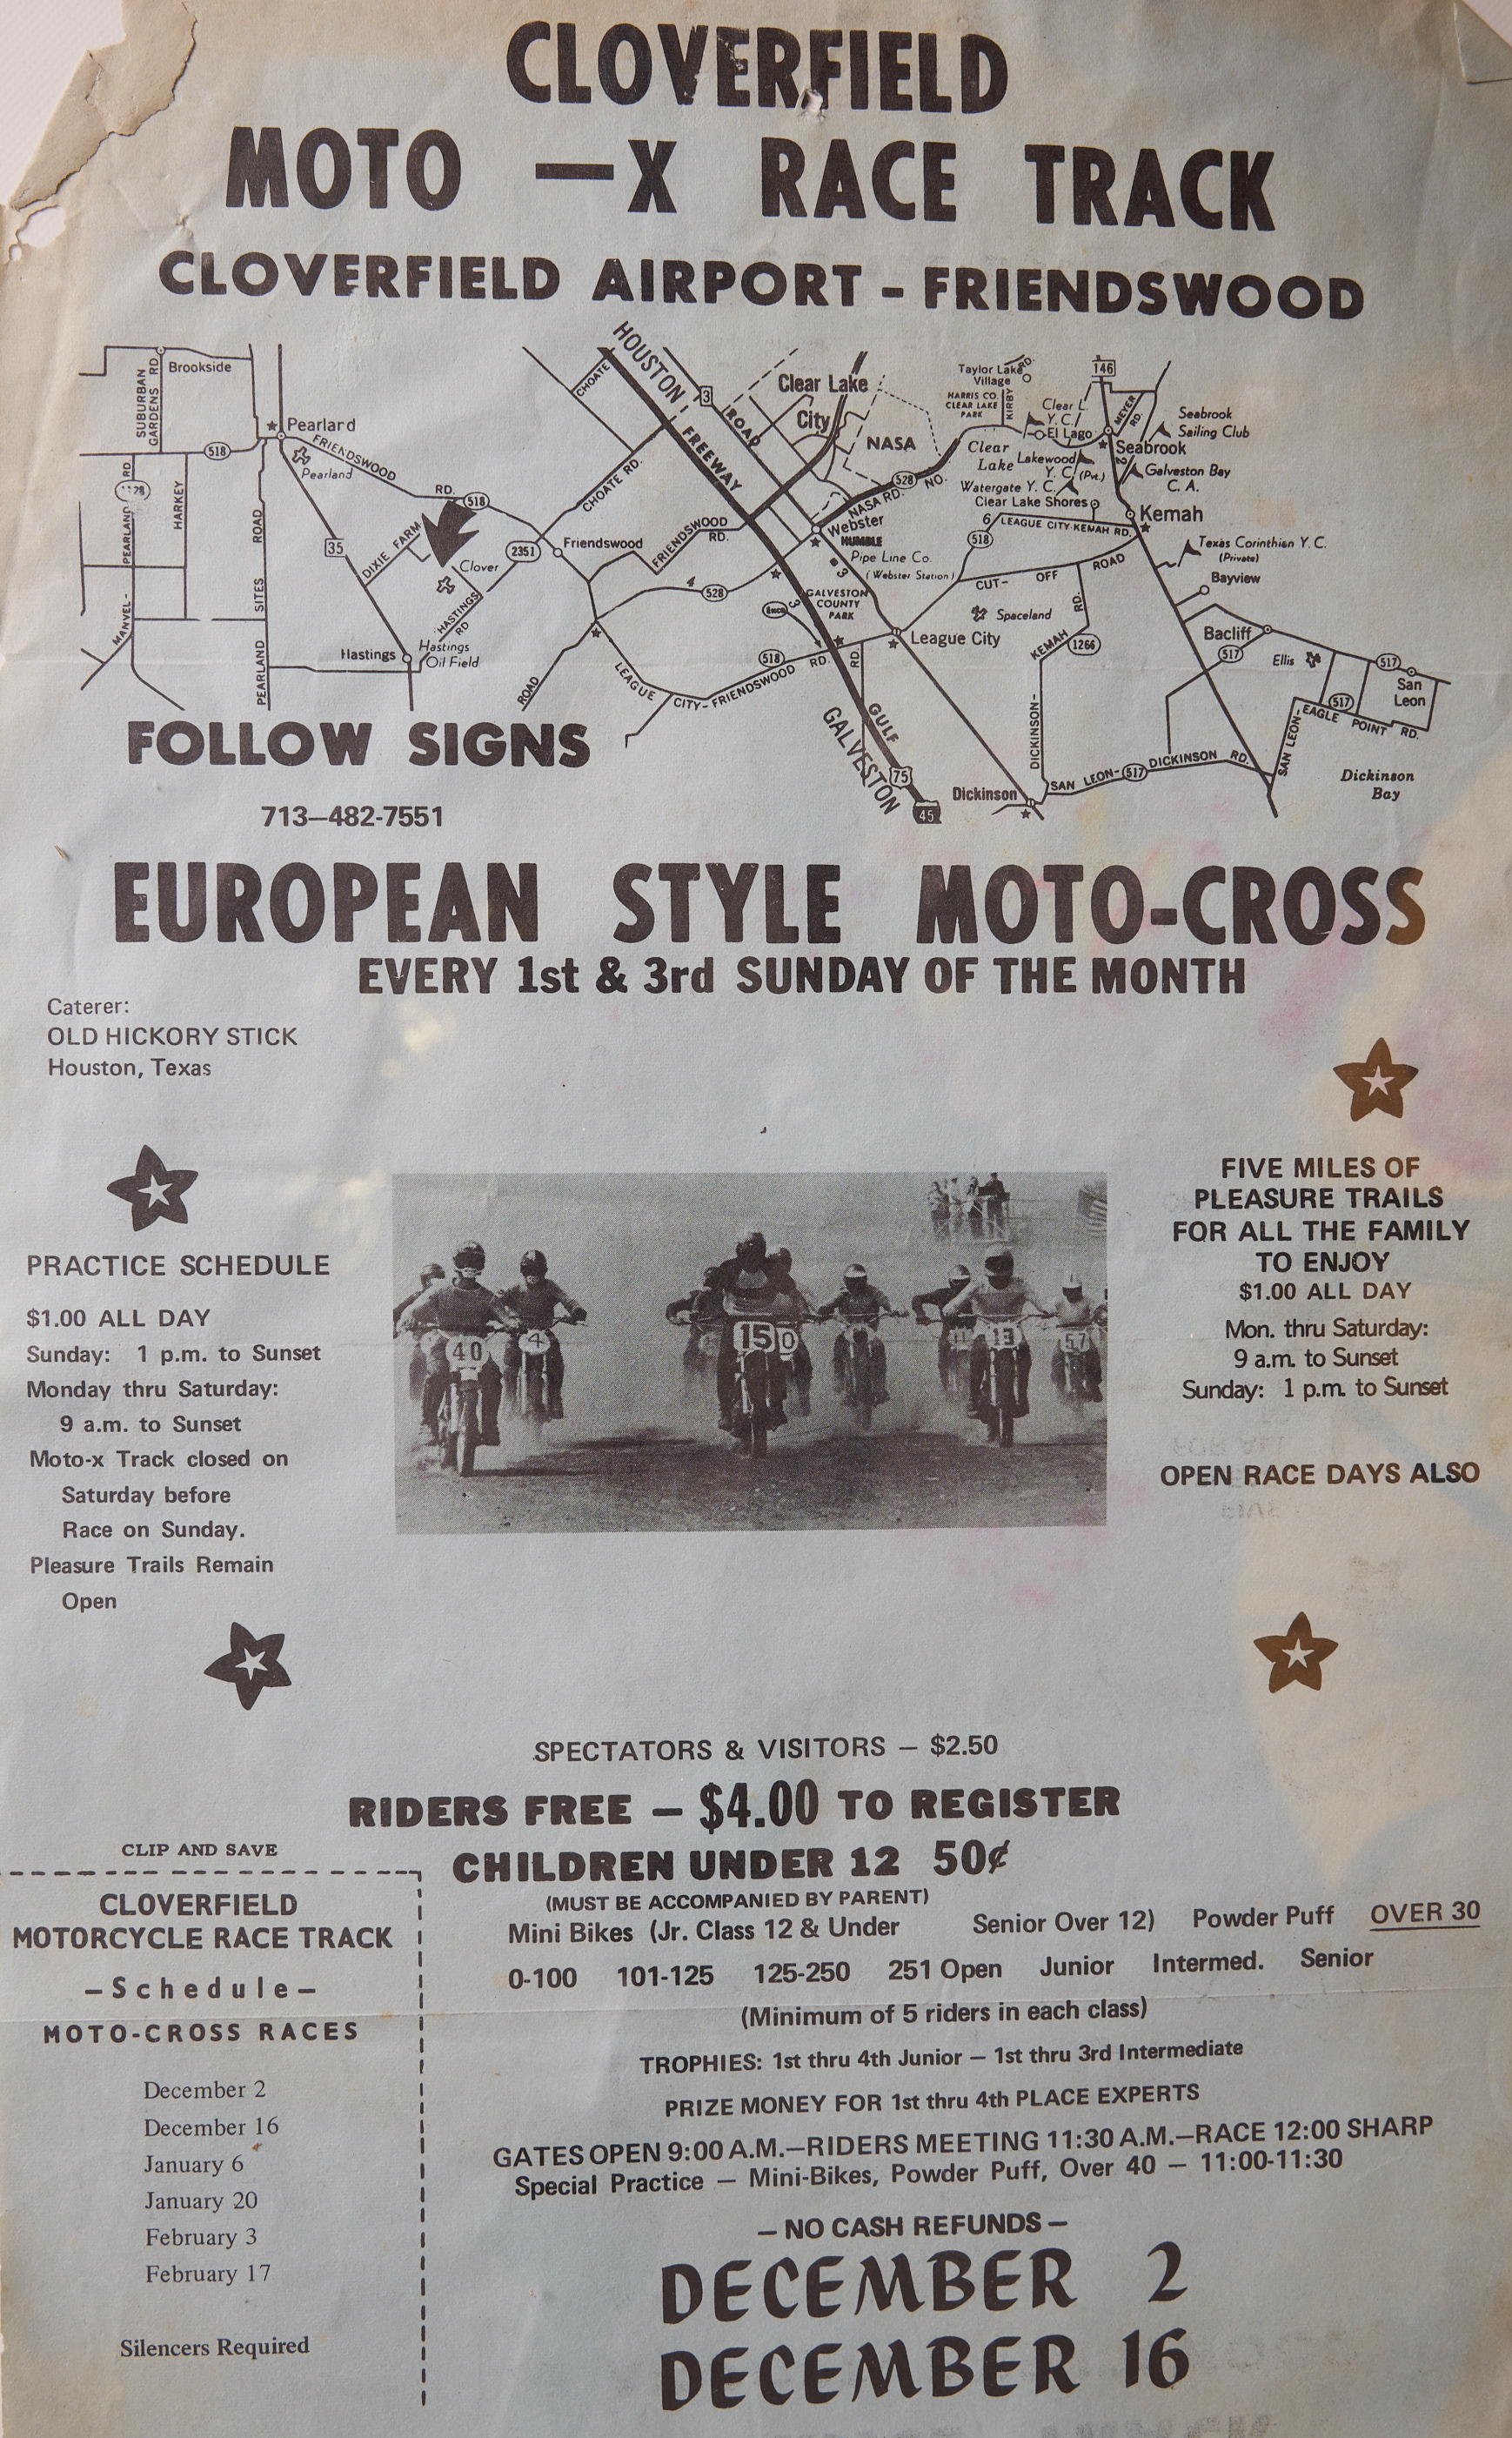 CLOVERFIELD
MOTO —X RACE TRACK
CLOVERFIELD AIRPORT - FRIENDSWOOD
Brookside
SUBURBAN GARDENS RD
Pearland
FRIENDSWOOD RD.
518
518
Pearland
PEARLAND
RD
HARKEY
MANVEL-
PEARLAND SITES ROAD
35
DIXIE FARM
Clover
HASTINGS RD
Hastings
Hastings Oil Field
2351
Friendswood
CHOATE
CHOATE RD.
HOUSTON
FREEWAY
3
ROAD
Clear Lake City
NASA
528
NASA RD. NO.
FRIENDSWOOD RD.
4
528
Webster
HUMBLE
Pipe Line Co.
(Webster Station)
GALVESTON COUNTY PARK
3
Enco
League City
518
LEAGUE CITY-FRIENDSWOOD RD.
RD.
ROAD
GULF
GALVESTON
75
45
Taylor Lake Village
RD.
KIRBY
HARRIS CO. CLEAR LAKE PARK
Clear L. Y.C.
El Lago
Clear Lake
Lakewood Y.C. (Pvt.)
Watergate Y.C.
Clear Lake Shores
146
MEYER RD.
Seabrook Sailing Club
Seabrook
Galveston Bay C.A.
6
LEAGUE CITY-KEMAH RD.
Kemah
518
CUT-OFF ROAD
Texas Corinthian Y.C.
(Private)
Bayview
Spaceland
KEMAH RD.
1266
Bacliff
517
Ellis
517
San Leon
517
EAGLE POINT RD.
SAN LEON-
DICKINSON-
Dickinson
SAN LEON-
517
DICKINSON RD.
Dickinson Bay
FOLLOW SIGNS
713—482-7551
EUROPEAN STYLE MOTO-CROSS
EVERY 1st & 3rd SUNDAY OF THE MONTH
Caterer:
OLD HICKORY STICK
Houston, Texas
PRACTICE SCHEDULE
$1.00 ALL DAY
Sunday: 1 p.m. to Sunset
Monday thru Saturday:
9 a.m. to Sunset
Moto-x Track closed on
Saturday before
Race on Sunday.
Pleasure Trails Remain
Open
40
4
15
0
11
13
57
FIVE MILES OF
PLEASURE TRAILS
FOR ALL THE FAMILY
TO ENJOY
$1.00 ALL DAY
Mon. thru Saturday:
9 a.m. to Sunset
Sunday: 1 p.m. to Sunset
OPEN RACE DAYS ALSO
SPECTATORS & VISITORS — $2.50
RIDERS FREE — $4.00 TO REGISTER
CHILDREN UNDER 12 50¢
(MUST BE ACCOMPANIED BY PARENT)
Mini Bikes (Jr. Class 12 & Under Senior Over 12) Powder Puff OVER 30
0-100 101-125 125-250 251 Open Junior Intermed. Senior
(Minimum of 5 riders in each class)
TROPHIES: 1st thru 4th Junior — 1st thru 3rd Intermediate
PRIZE MONEY FOR 1st thru 4th PLACE EXPERTS
GATES OPEN 9:00 A.M.—RIDERS MEETING 11:30 A.M.—RACE 12:00 SHARP
Special Practice — Mini-Bikes, Powder Puff, Over 40 — 11:00-11:30
— NO CASH REFUNDS —
DECEMBER 2
DECEMBER 16
CLIP AND SAVE
CLOVERFIELD
MOTORCYCLE RACE TRACK
— Schedule —
MOTO-CROSS RACES
December 2
December 16
January 6
January 20
February 3
February 17
Silencers Required